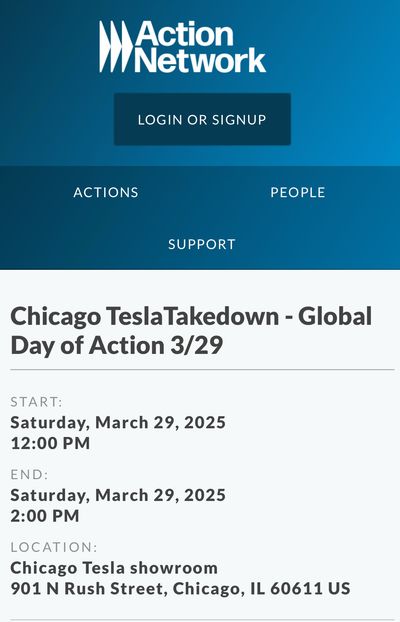 Action
Network
LOGIN OR SIGNUP
ACTIONS
PEOPLE
SUPPORT
Chicago TeslaTakedown - Global
Day of Action 3/29
START:
Saturday, March 29, 2025
12:00 PM
END:
Saturday, March 29, 2025
2:00 PM
LOCATION:
Chicago Tesla showroom
901 N Rush Street, Chicago, IL 60611 US